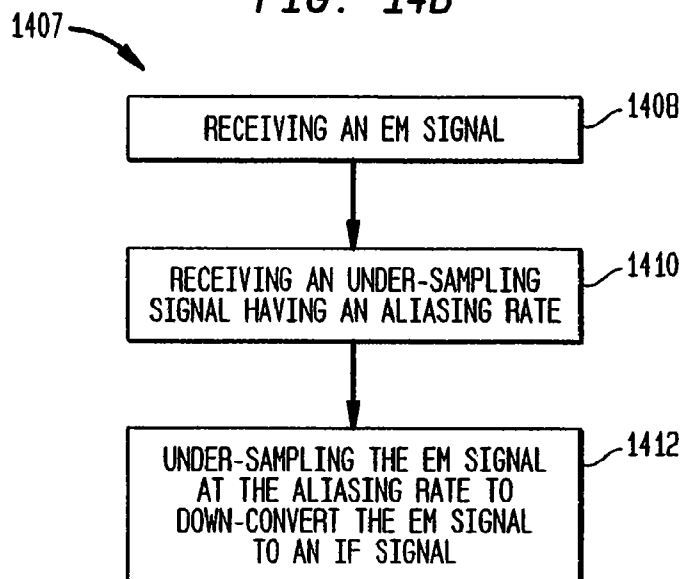 FIG. 14B
1407
RECEIVING AN EM SIGNAL
1408
RECEIVING AN UNDER-SAMPLING
SIGNAL HAVING AN ALIASING RATE
1410
UNDER-SAMPLING THE EM SIGNAL
AT THE ALIASING RATE TO
DOWN-CONVERT THE EM SIGNAL
TO AN IF SIGNAL
1412